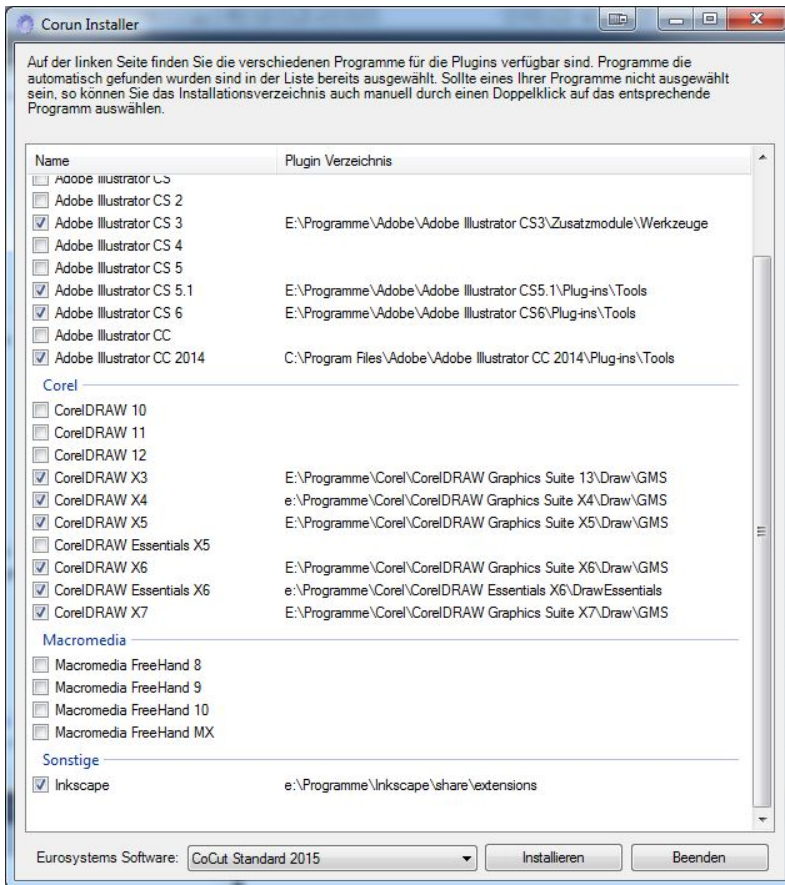 Corun Installer
Auf der linken Seite finden Sie die verschiedenen Programme für die Plugins verfügbar sind. Programme die
automatisch gefunden wurden sind in der Liste bereits ausgewählt. Sollte eines Ihrer Programme nicht ausgewählt
sein, so können Sie das Installationsverzeichnis auch manuell durch einen Doppelklick auf das entsprechende
Programm auswählen.
Name Plugin Verzeichnis
Adobe Illustrator CS
Adobe Illustrator CS 2
Adobe Illustrator CS 3 E:\Programme\Adobe\Adobe Illustrator CS3\Zusatzmodule\Werkzeuge
Adobe Illustrator CS 4
Adobe Illustrator CS 5
Adobe Illustrator CS 5.1 E:\Programme\Adobe\Adobe Illustrator CS5.1\Plug-ins\Tools
Adobe Illustrator CS 6 E:\Programme\Adobe\Adobe Illustrator CS6\Plug-ins\Tools
Adobe Illustrator CC
Adobe Illustrator CC 2014 C:\Program Files\Adobe\Adobe Illustrator CC 2014\Plug-ins\Tools
Corel
CorelDRAW 10
CorelDRAW 11
CorelDRAW 12
CorelDRAW X3 E:\Programme\Corel\CorelDRAW Graphics Suite 13\Draw\GMS
CorelDRAW X4 e:\Programme\Corel\CorelDRAW Graphics Suite X4\Draw\GMS
CorelDRAW X5 E:\Programme\Corel\CorelDRAW Graphics Suite X5\Draw\GMS
CorelDRAW Essentials X5
CorelDRAW X6 E:\Programme\Corel\CorelDRAW Graphics Suite X6\Draw\GMS
CorelDRAW Essentials X6 e:\Programme\Corel\CorelDRAW Essentials X6\DrawEssentials
CorelDRAW X7 E:\Programme\Corel\CorelDRAW Graphics Suite X7\Draw\GMS
Macromedia
Macromedia FreeHand 8
Macromedia FreeHand 9
Macromedia FreeHand 10
Macromedia FreeHand MX
Sonstige
Inkscape e:\Programme\Inkscape\share\extensions
Eurosystems Software: CoCut Standard 2015 Installieren Beenden